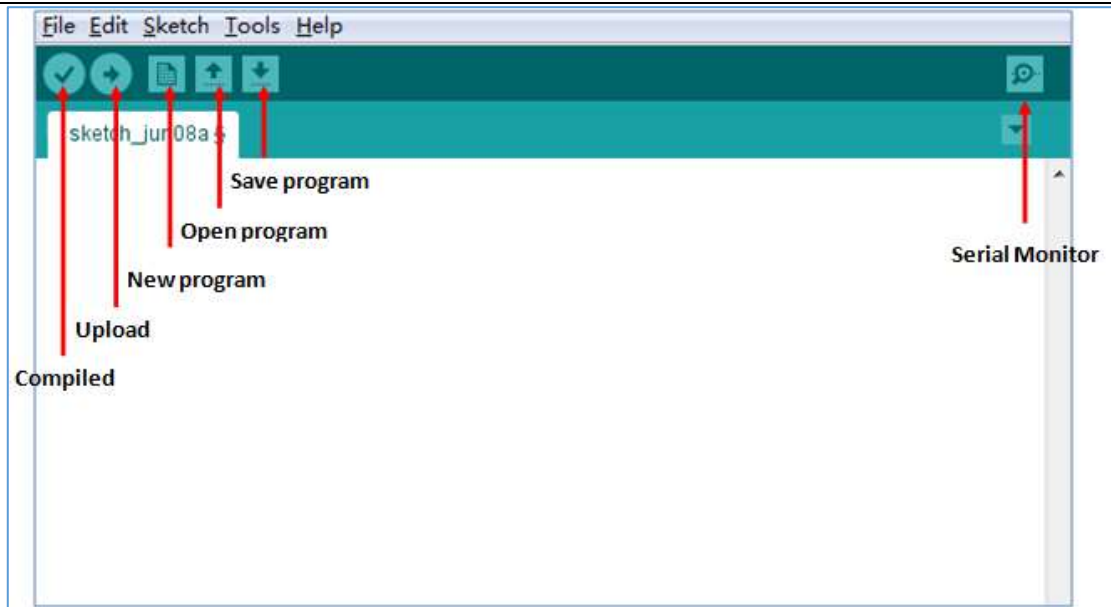 File Edit Sketch Tools Help
sketch_jun08a §
Save program
Open program
Serial Monitor
New program
Upload
Compiled